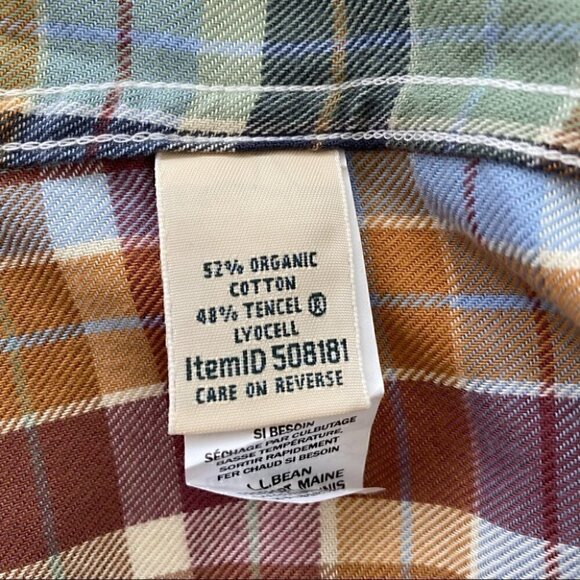 52% ORGANIC
COTTON
48% TENCEL ®
LYOCELL
ItemID 508181
CARE ON REVERSE
SI BESOIN
SÉCHAGE PAR CULBUTAGE
BASSE TEMPÉRATURE,
SORTIR RAPIDEMENT
FER CHAUD SI BESOIN
L.L.BEAN
MAINE